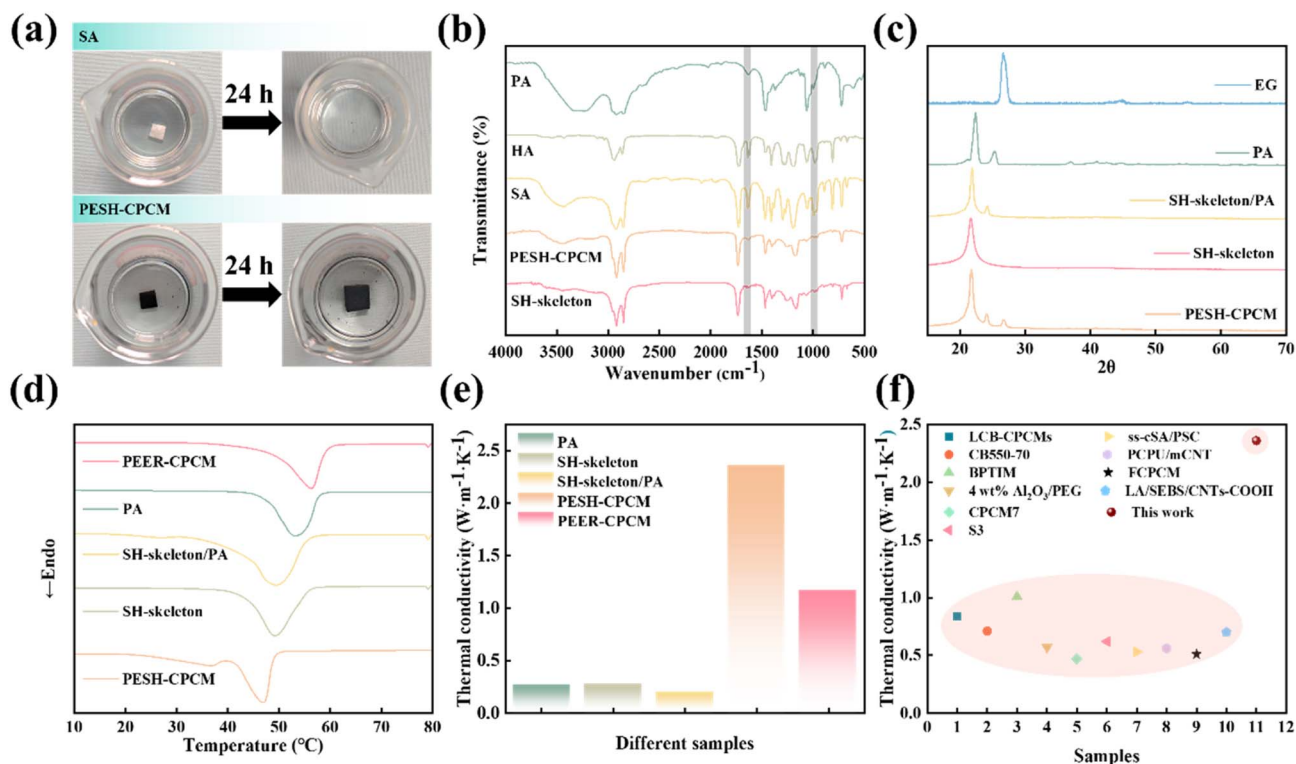 (a)
SA
24 h
PESH-CPCM
24 h
(b)
Transmittance (%)
PA
HA
SA
PESH-CPCM
SH-skeleton
4000 3500 3000 2500 2000 1500 1000 500
Wavenumber (cm⁻¹)
(c)
EG
PA
SH-skeleton/PA
SH-skeleton
PESH-CPCM
20 30 40 50 60 70
2θ
(d)
←Endo
PEER-CPCM
PA
SH-skeleton/PA
SH-skeleton
PESH-CPCM
10 20 30 40 50 60 70 80
Temperature (°C)
(e)
Thermal conductivity (W·m⁻¹·K⁻¹)
2.5
2.0
1.5
1.0
0.5
0.0
PA
SH-skeleton
SH-skeleton/PA
PESH-CPCM
PEER-CPCM
Different samples
(f)
Thermal conductivity (W·m⁻¹·K⁻¹)
2.5
2.0
1.5
1.0
0.5
0.0
LCB-CPCMs
CB550-70
BPTIM
4 wt% Al₂O₃/PEG
CPCM7
S3
ss-cSA/PSC
PCPU/mCNT
FCPCM
LA/SEBS/CNTs-COOH
This work
0 1 2 3 4 5 6 7 8 9 10 11 12
Samples